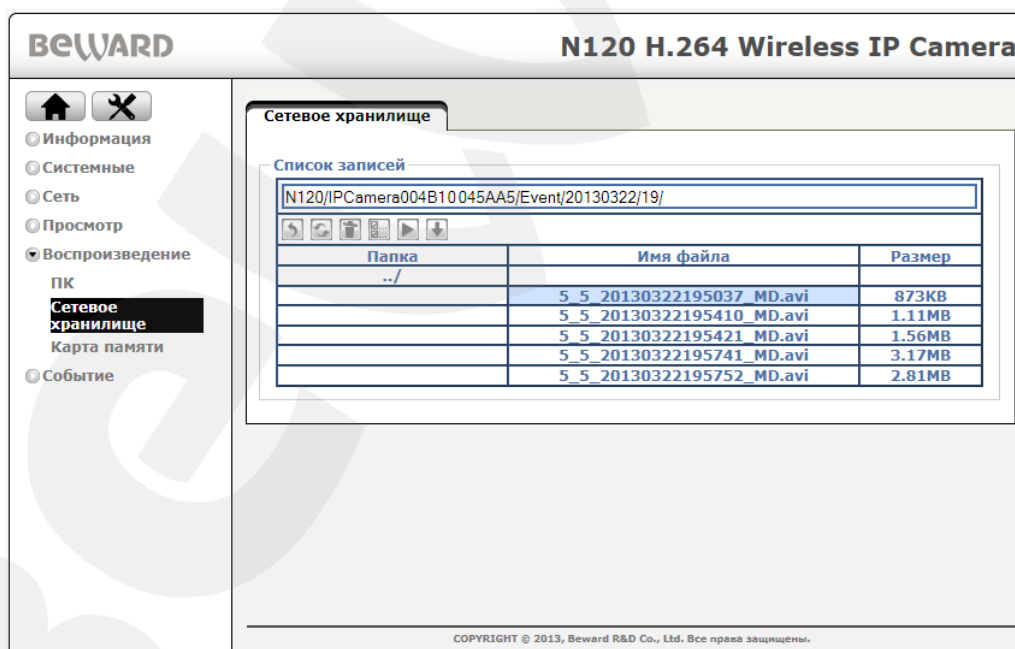 BEWARD
N120 H.264 Wireless IP Camera
Информация
Системные
Сеть
Просмотр
Воспроизведение
ПК
Сетевое
хранилище
Карта памяти
Событие
Сетевое хранилище
Список записей
N120/IPCamera004B10045AA5/Event/20130322/19/
Папка Имя файла Размер
../
5_5_20130322195037_MD.avi 873KB
5_5_20130322195410_MD.avi 1.11MB
5_5_20130322195421_MD.avi 1.56MB
5_5_20130322195741_MD.avi 3.17MB
5_5_20130322195752_MD.avi 2.81MB
COPYRIGHT © 2013, Beward R&D Co., Ltd. Все права защищены.